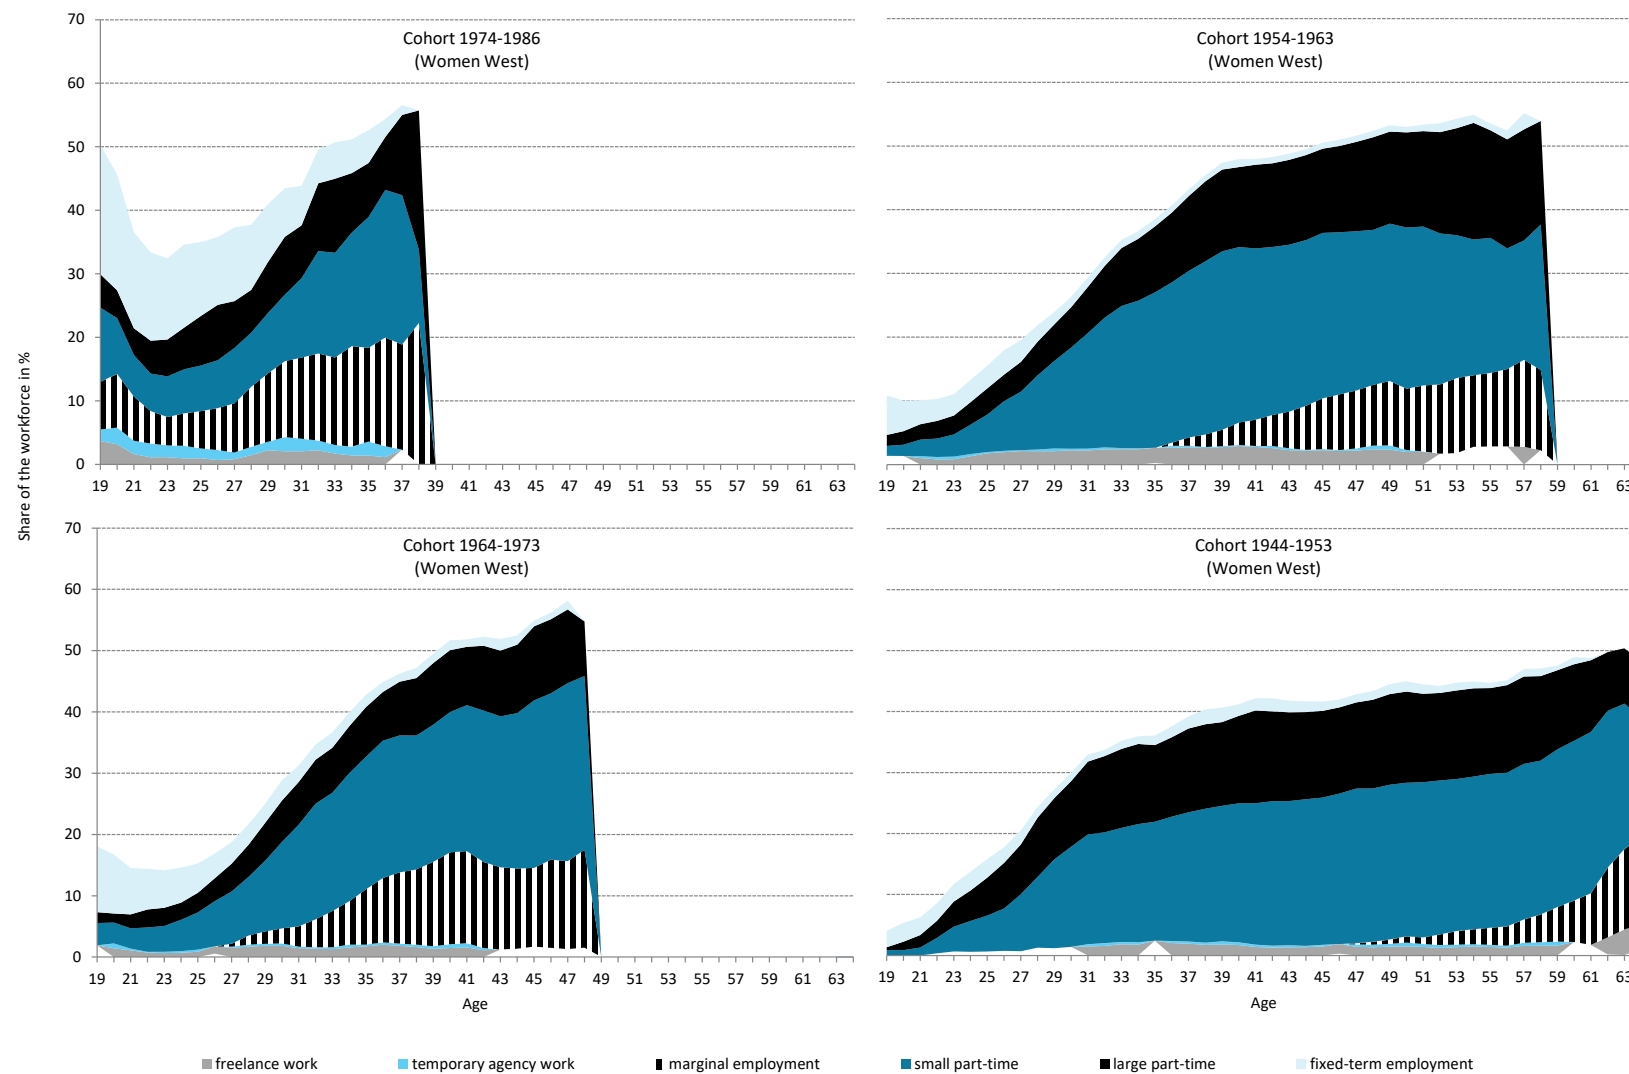 70
60
50
40
30
20
10
0
Cohort 1974-1986
(Women West)
19 21 23 25 27 29 31 33 35 37 39 41 43 45 47 49 51 53 55 57 59 61 63
Cohort 1954-1963
(Women West)
19 21 23 25 27 29 31 33 35 37 39 41 43 45 47 49 51 53 55 57 59 61 63
Share of the workforce in %
70
60
50
40
30
20
10
0
Cohort 1964-1973
(Women West)
19 21 23 25 27 29 31 33 35 37 39 41 43 45 47 49 51 53 55 57 59 61 63
Age
Cohort 1944-1953
(Women West)
19 21 23 25 27 29 31 33 35 37 39 41 43 45 47 49 51 53 55 57 59 61 63
Age
freelance work temporary agency work marginal employment small part-time large part-time fixed-term employment